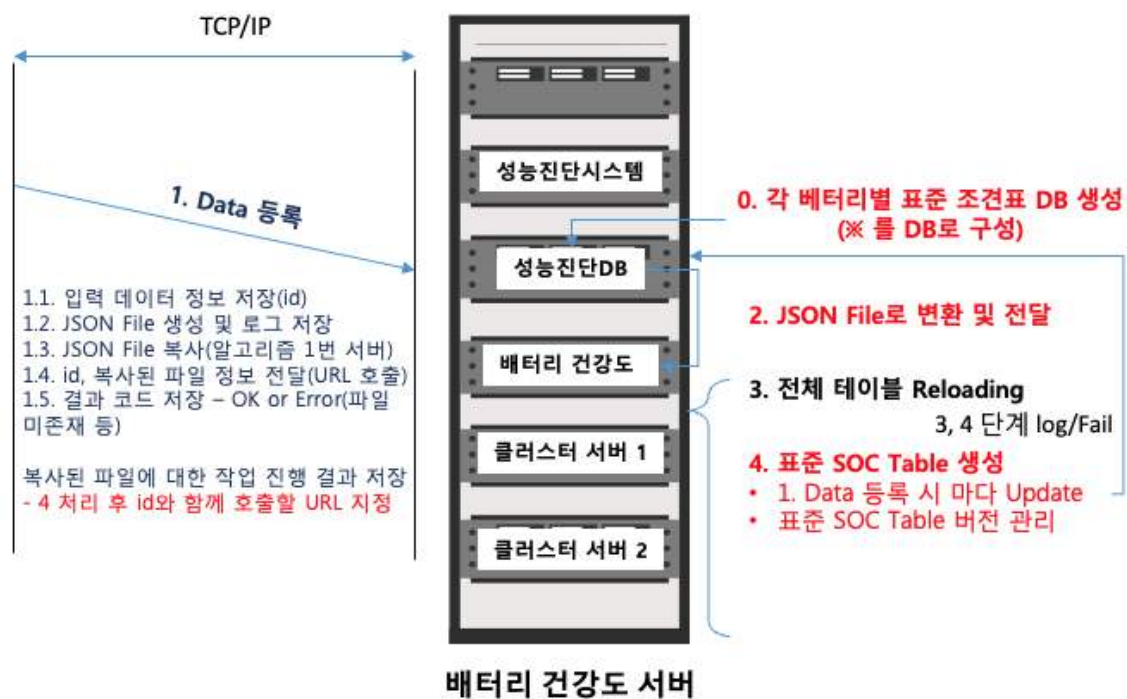 TCP/IP
1. Data 등록
1.1. 입력 데이터 정보 저장(id)
1.2. JSON File 생성 및 로그 저장
1.3. JSON File 복사(알고리즘 1번 서버)
1.4. id, 복사된 파일 정보 전달(URL 호출)
1.5. 결과 코드 저장 – OK or Error(파일
미존재 등)
복사된 파일에 대한 작업 진행 결과 저장
- 4 처리 후 id와 함께 호출할 URL 지정
성능진단시스템
성능진단DB
배터리 건강도
클러스터 서버 1
클러스터 서버 2
배터리 건강도 서버
0. 각 베터리별 표준 조견표 DB 생성
(※ 를 DB로 구성)
2. JSON File로 변환 및 전달
3. 전체 테이블 Reloading
3, 4 단계 log/Fail
4. 표준 SOC Table 생성
• 1. Data 등록 시 마다 Update
• 표준 SOC Table 버전 관리